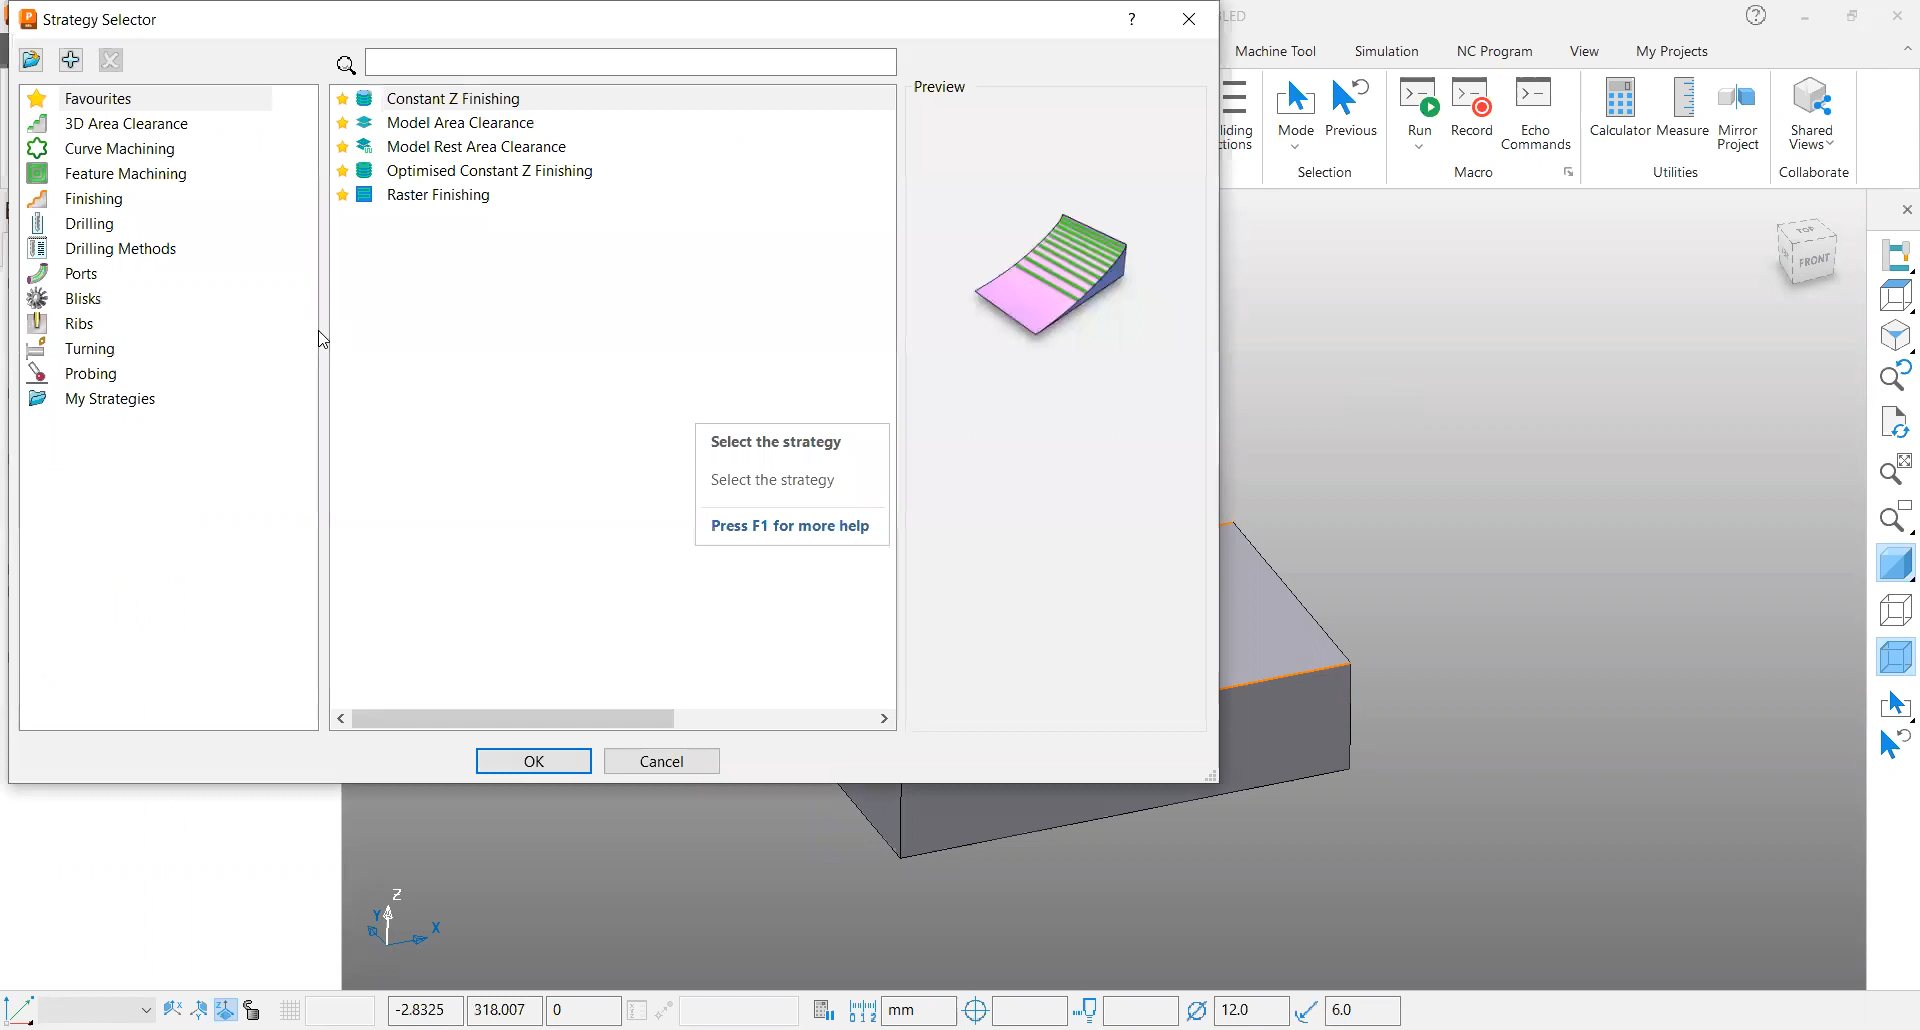 Strategy Selector
?
LED
Machine Tool
Simulation
NC Program
View
My Projects
Favourites
3D Area Clearance
Curve Machining
Feature Machining
Finishing
Drilling
Drilling Methods
Ports
Blisks
Ribs
Turning
Probing
My Strategies
Constant Z Finishing
Model Area Clearance
Model Rest Area Clearance
Optimised Constant Z Finishing
Raster Finishing
Preview
Select the strategy
Select the strategy
Press F1 for more help
OK
Cancel
liding
ctions
Mode
Previous
Selection
Run
Record
Echo
Commands
Macro
Calculator
Measure
Mirror
Project
Utilities
Shared
Views
Collaborate
TOP
FRONT
Z
Y
X
-2.8325
318.007
0
mm
12.0
6.0